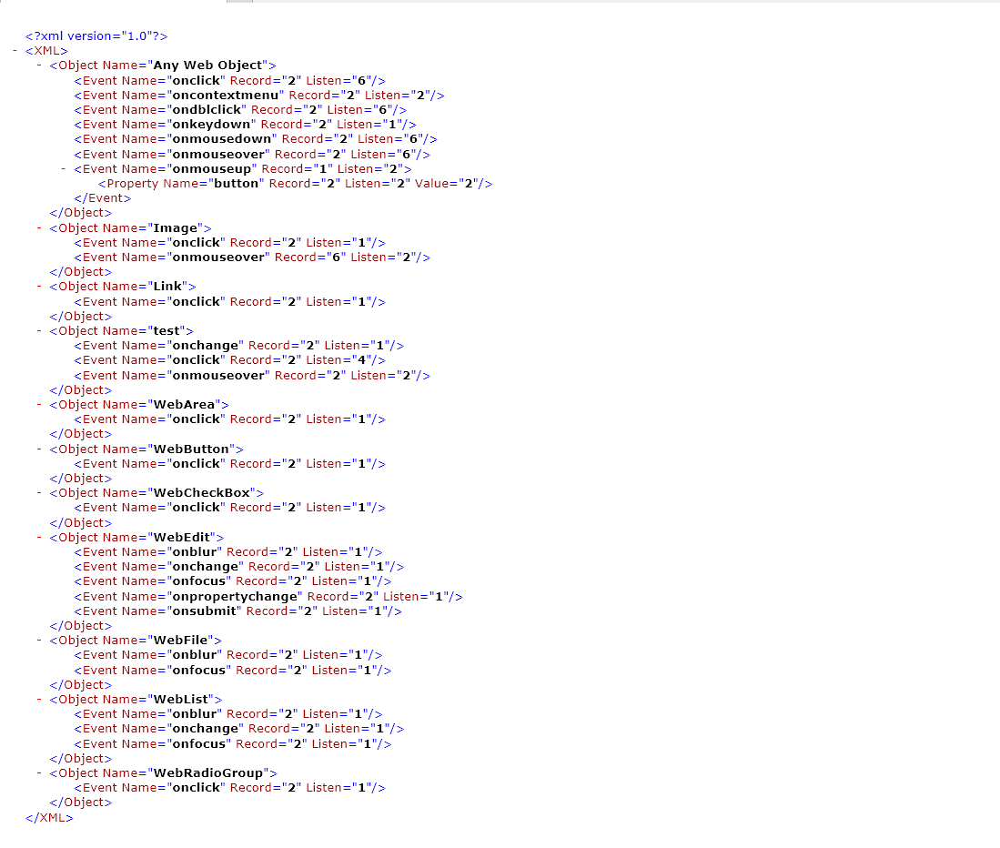 <?xml version="1.0"?>
- <XML>
- <Object Name="Any Web Object">
<Event Name="onclick" Record="2" Listen="6"/>
<Event Name="oncontextmenu" Record="2" Listen="2"/>
<Event Name="ondblclick" Record="2" Listen="6"/>
<Event Name="onkeydown" Record="2" Listen="1"/>
<Event Name="onmousedown" Record="2" Listen="6"/>
<Event Name="onmouseover" Record="2" Listen="6"/>
- <Event Name="onmouseup" Record="1" Listen="2">
<Property Name="button" Record="2" Listen="2" Value="2"/>
</Event>
</Object>
- <Object Name="Image">
<Event Name="onclick" Record="2" Listen="1"/>
<Event Name="onmouseover" Record="6" Listen="2"/>
</Object>
- <Object Name="Link">
<Event Name="onclick" Record="2" Listen="1"/>
</Object>
- <Object Name="test">
<Event Name="onchange" Record="2" Listen="1"/>
<Event Name="onclick" Record="2" Listen="4"/>
<Event Name="onmouseover" Record="2" Listen="2"/>
</Object>
- <Object Name="WebArea">
<Event Name="onclick" Record="2" Listen="1"/>
</Object>
- <Object Name="WebButton">
<Event Name="onclick" Record="2" Listen="1"/>
</Object>
- <Object Name="WebCheckBox">
<Event Name="onclick" Record="2" Listen="1"/>
</Object>
- <Object Name="WebEdit">
<Event Name="onblur" Record="2" Listen="1"/>
<Event Name="onchange" Record="2" Listen="1"/>
<Event Name="onfocus" Record="2" Listen="1"/>
<Event Name="onpropertychange" Record="2" Listen="1"/>
<Event Name="onsubmit" Record="2" Listen="1"/>
</Object>
- <Object Name="WebFile">
<Event Name="onblur" Record="2" Listen="1"/>
<Event Name="onfocus" Record="2" Listen="1"/>
</Object>
- <Object Name="WebList">
<Event Name="onblur" Record="2" Listen="1"/>
<Event Name="onchange" Record="2" Listen="1"/>
<Event Name="onfocus" Record="2" Listen="1"/>
</Object>
- <Object Name="WebRadioGroup">
<Event Name="onclick" Record="2" Listen="1"/>
</Object>
</XML>